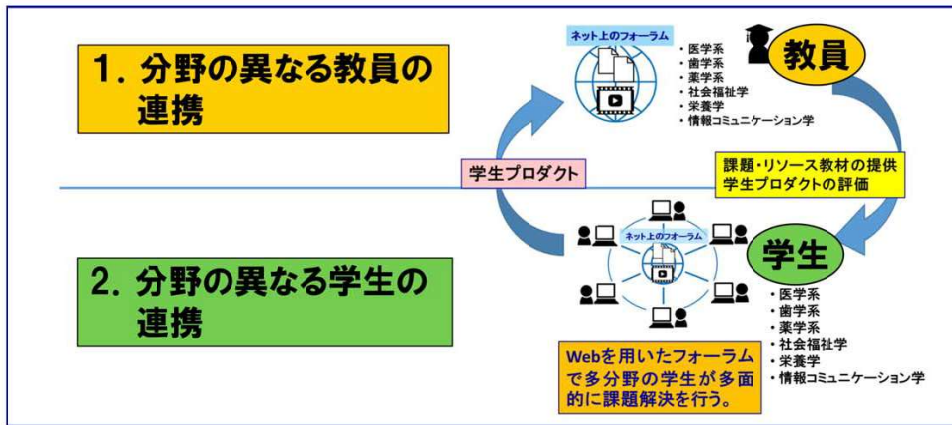 1．分野の異なる教員の
連携
ネット上のフォーラム
・医学系
・歯学系
・薬学系
・社会福祉学
・栄養学
・情報コミュニケーション学
教員
学生プロダクト
課題・リソース教材の提供
学生プロダクトの評価
2．分野の異なる学生の
連携
ネット上のフォーラム
学生
・医学系
・歯学系
・薬学系
・社会福祉学
・栄養学
・情報コミュニケーション学
Webを用いたフォーラム
で多分野の学生が多面
的に課題解決を行う。